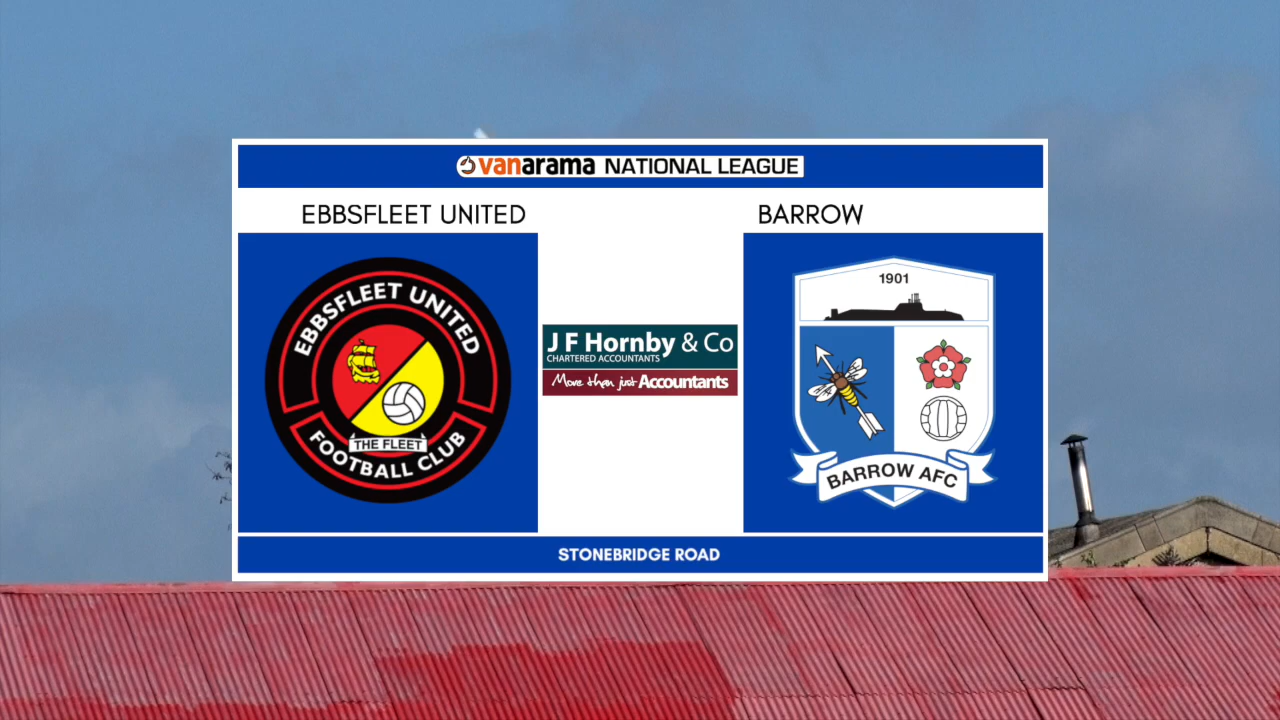 vanarama NATIONAL LEAGUE
EBBSFLEET UNITED
BARROW
EBBSFLEET UNITED
THE FLEET
FOOTBALL CLUB
J F Hornby & Co
CHARTERED ACCOUNTANTS
More than just Accountants
1901
BARROW AFC
STONEBRIDGE ROAD